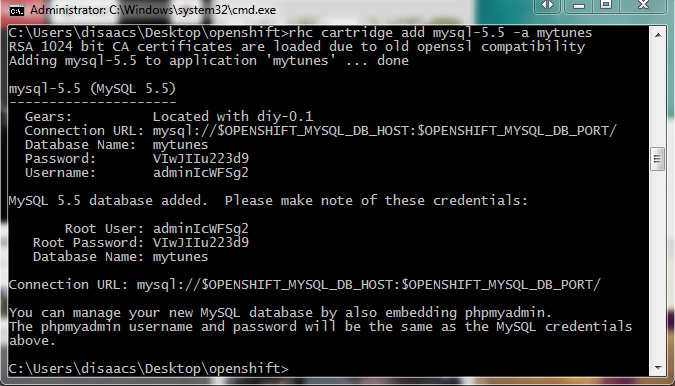 Administrator: C:\Windows\system32\cmd.exe
C:\Users\disaacs\Desktop\openshift>rhc cartridge add mysql-5.5 -a mytunes
RSA 1024 bit CA certificates are loaded due to old openssl compatibility
Adding mysql-5.5 to application 'mytunes' ... done
mysql-5.5 (MySQL 5.5)
---------------------
Gears: Located with diy-0.1
Connection URL: mysql://$OPENSHIFT_MYSQL_DB_HOST:$OPENSHIFT_MYSQL_DB_PORT/
Database Name: mytunes
Password: VIwJIIu223d9
Username: adminIcWFSg2
MySQL 5.5 database added. Please make note of these credentials:
Root User: adminIcWFSg2
Root Password: VIwJIIu223d9
Database Name: mytunes
Connection URL: mysql://$OPENSHIFT_MYSQL_DB_HOST:$OPENSHIFT_MYSQL_DB_PORT/
You can manage your new MySQL database by also embedding phpmyadmin.
The phpmyadmin username and password will be the same as the MySQL credentials
above.
C:\Users\disaacs\Desktop\openshift>